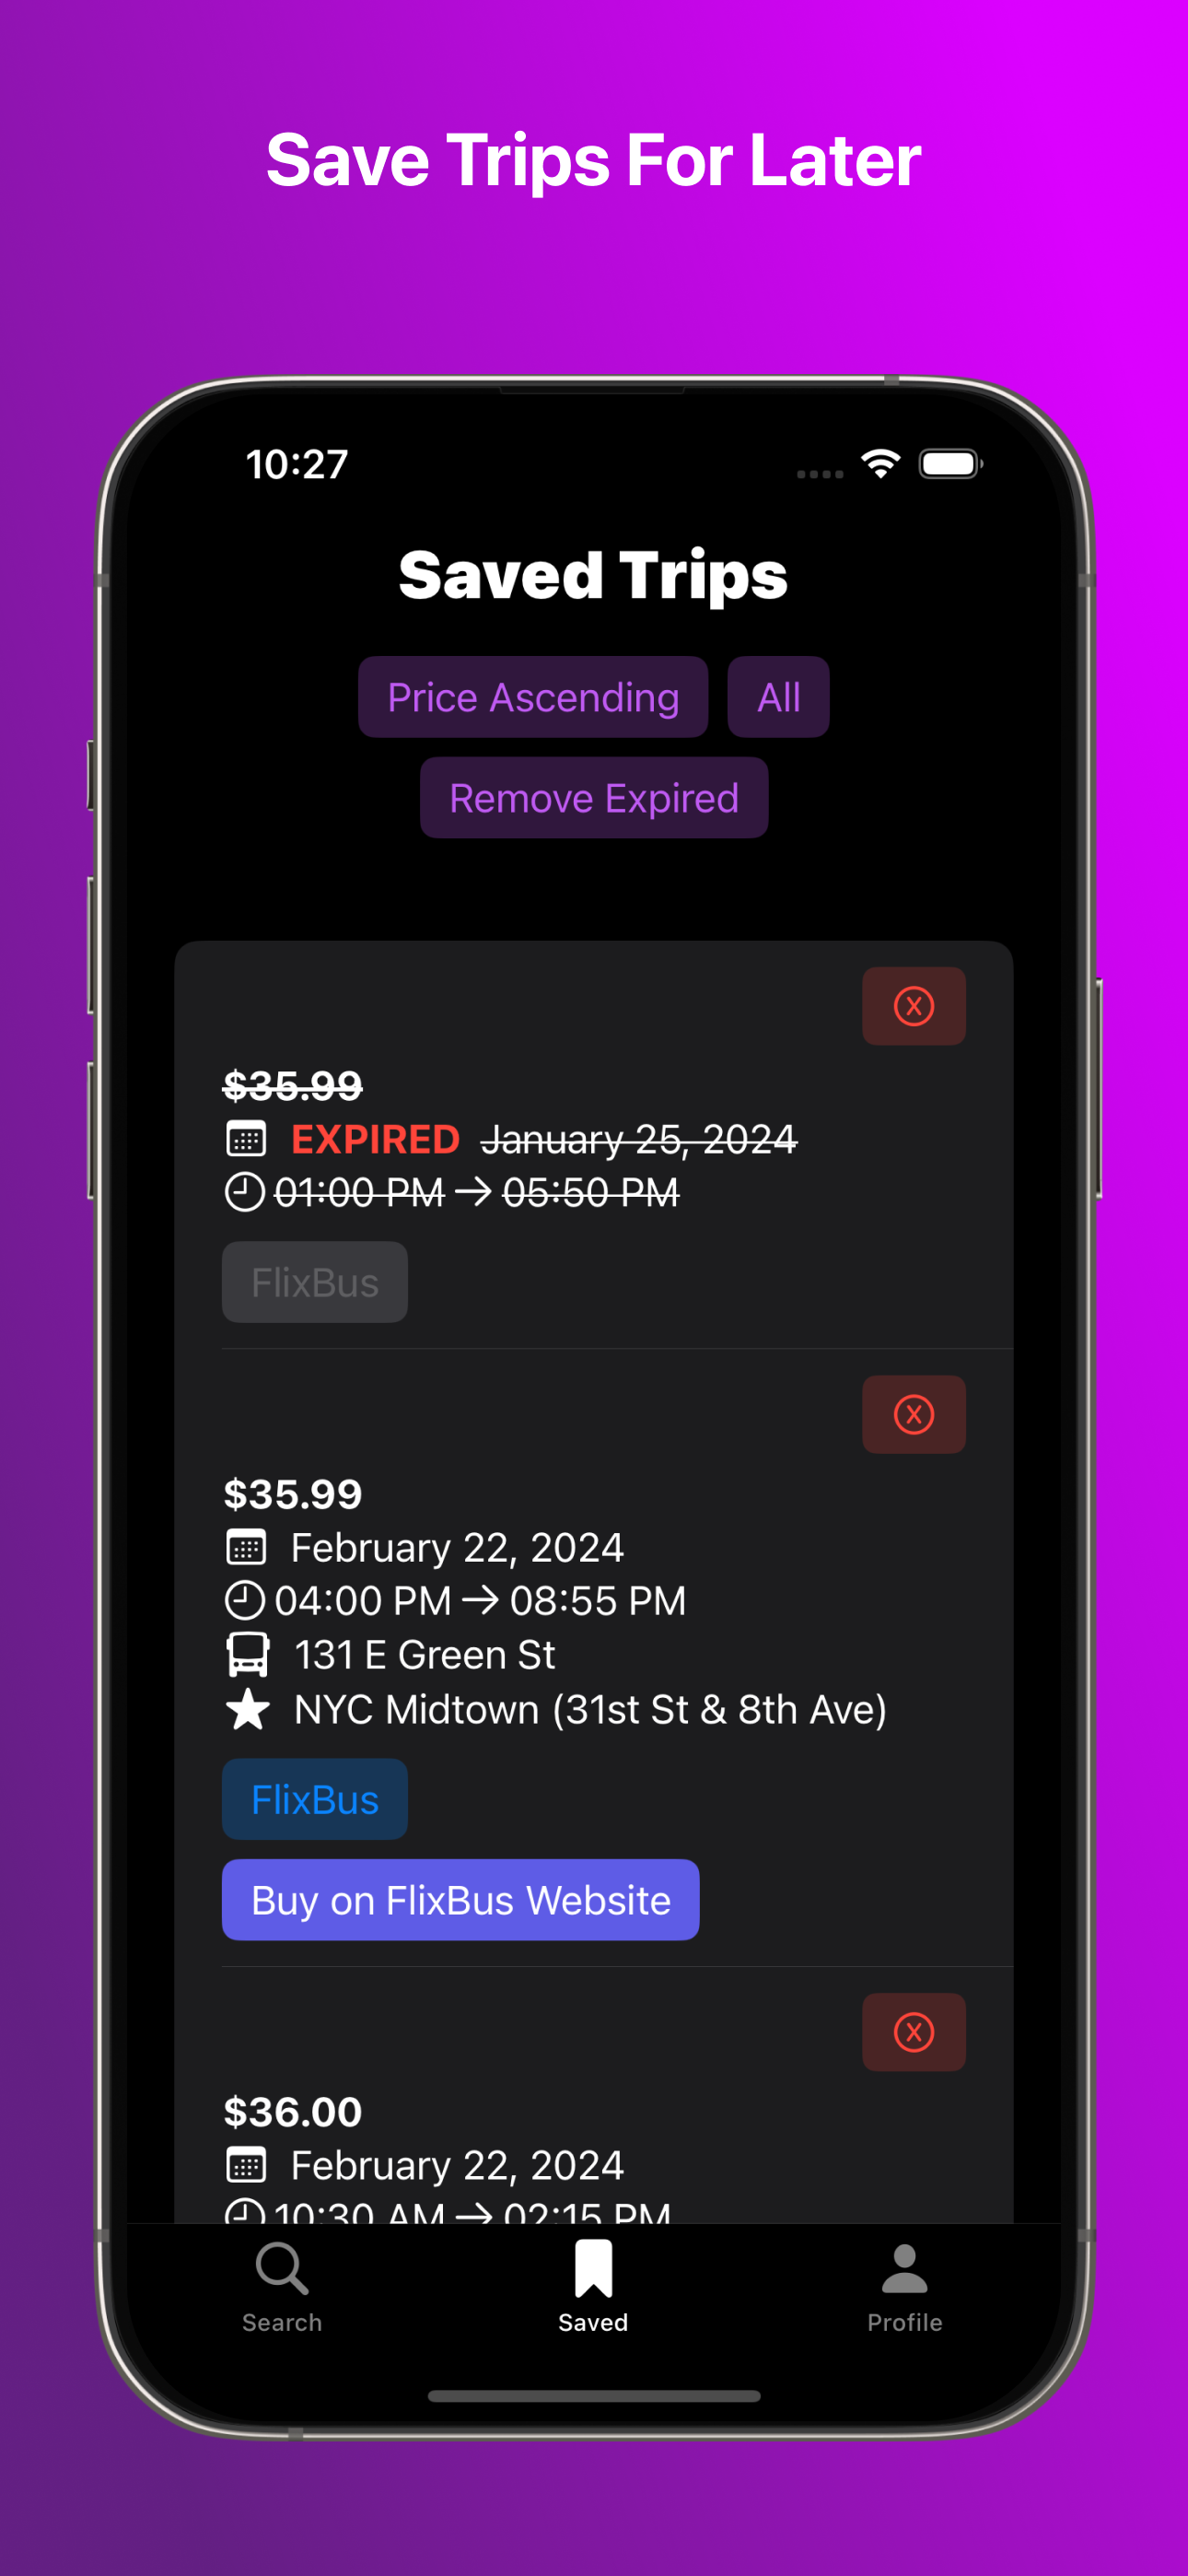 Save Trips For Later
10:27
Saved Trips
Price Ascending All
Remove Expired
$35.99
EXPIRED January 25, 2024
01:00 PM → 05:50 PM
FlixBus
$35.99
February 22, 2024
04:00 PM → 08:55 PM
131 E Green St
NYC Midtown (31st St & 8th Ave)
FlixBus
Buy on FlixBus Website
$36.00
February 22, 2024
10:30 AM → 02:15 PM
Search Saved Profile